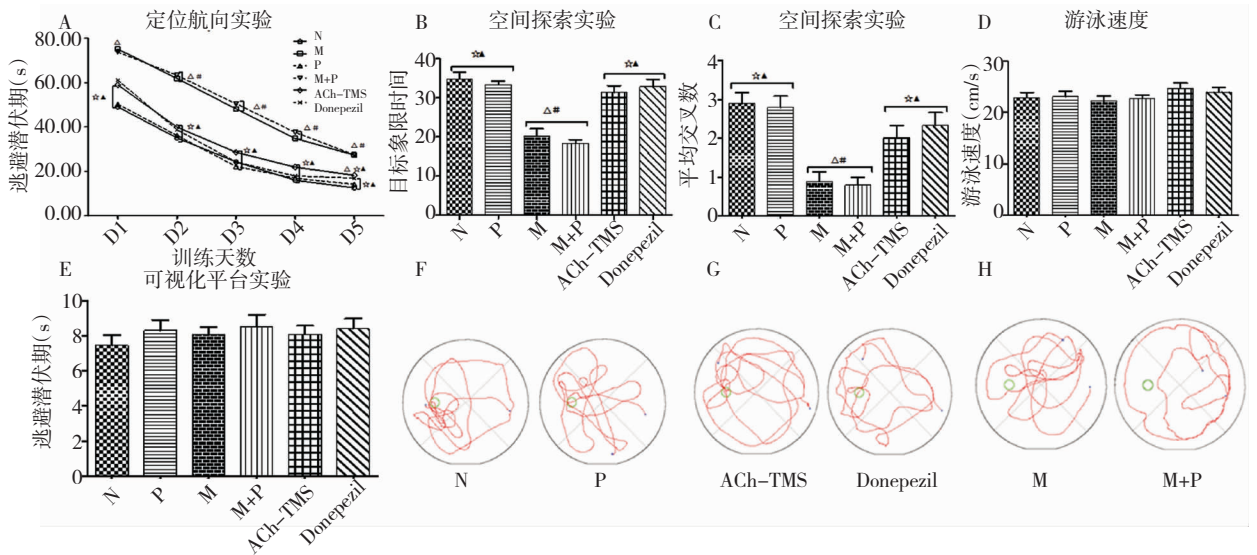 A 定位航向实验
逃避潜伏期(s)
80.00
60.00
40.00
20.00
0.00
D1 D2 D3 D4 D5
训练天数
N
M
P
M+P
ACh-TMS
Donepezil
△
☆▲
△#
☆▲
△#
☆▲
△#
☆▲
△#
△☆▲
☆▲
B 空间探索实验
目标象限时间
40
30
20
10
0
☆▲
△#
☆▲
N P M M+P ACh-TMS Donepezil
C 空间探索实验
平均交叉数
4
3
2
1
0
☆▲
△#
☆▲
N P M M+P ACh-TMS Donepezil
D 游泳速度
游泳速度(cm/s)
30
20
10
0
N P M M+P ACh-TMS Donepezil
E 可视化平台实验
逃避潜伏期(s)
10
8
6
4
2
0
N P M M+P ACh-TMS Donepezil
F
N P
G
ACh-TMS Donepezil
H
M M+P